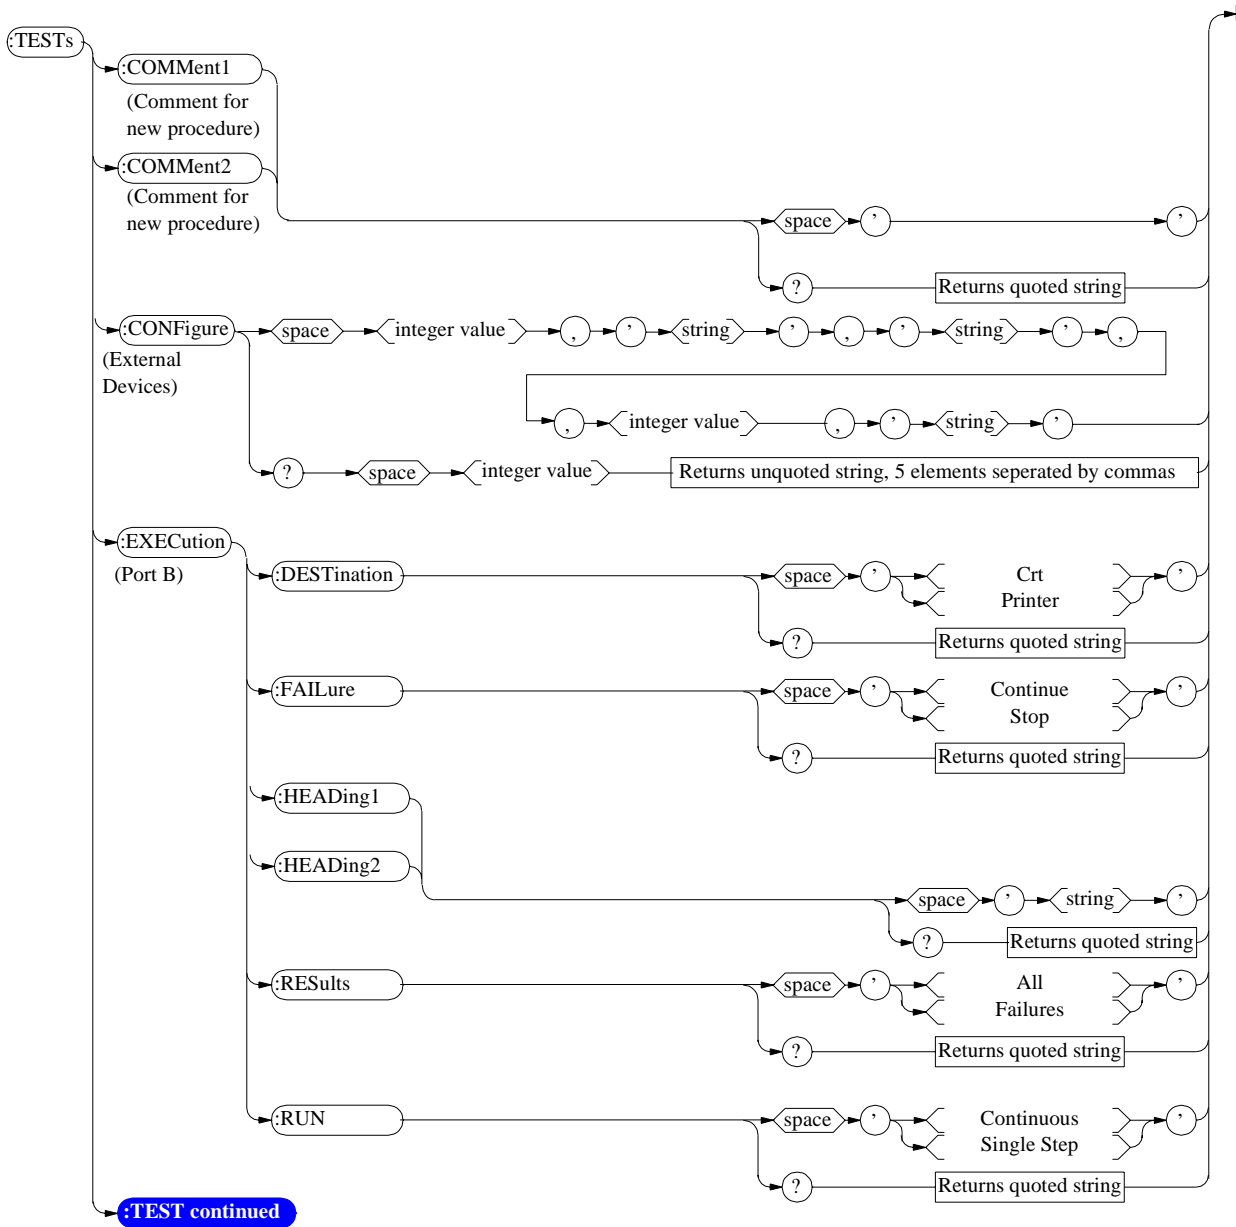 :TESTs
:COMMent1
(Comment for
new procedure)
:COMMent2
(Comment for
new procedure)
space ’ ’
? Returns quoted string
:CONFigure space integer value , ’ string ’ , ’ string ’ ,
(External
Devices)
, integer value , ’ string ’
? space integer value Returns unquoted string, 5 elements seperated by commas
:EXECution
(Port B)
:DESTination space ’ Crt ’
Printer
? Returns quoted string
:FAILure space ’ Continue ’
Stop
? Returns quoted string
:HEADing1
:HEADing2
space ’ string ’
? Returns quoted string
:RESults space ’ All ’
Failures
? Returns quoted string
:RUN space ’ Continuous ’
Single Step
? Returns quoted string
:TEST continued